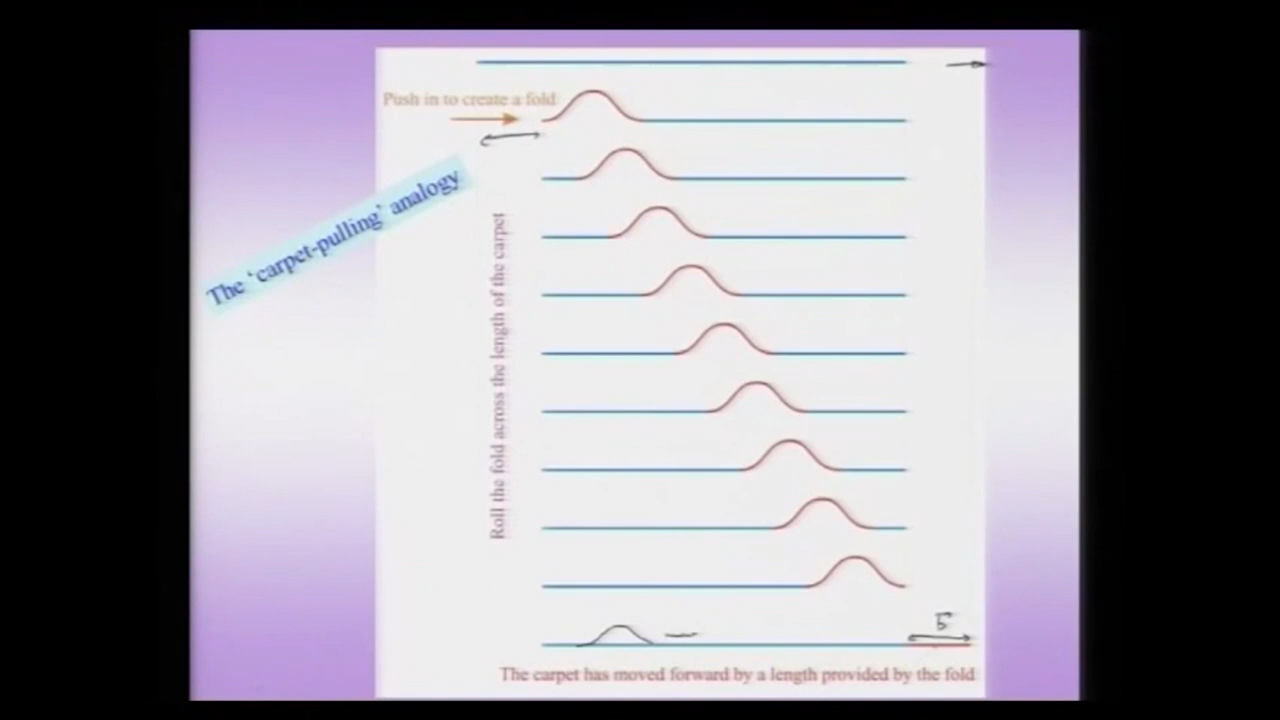 Push in to create a fold
The 'carpet-pulling' analogy
Roll the fold across the length of the carpet
The carpet has moved forward by a length provided by the fold